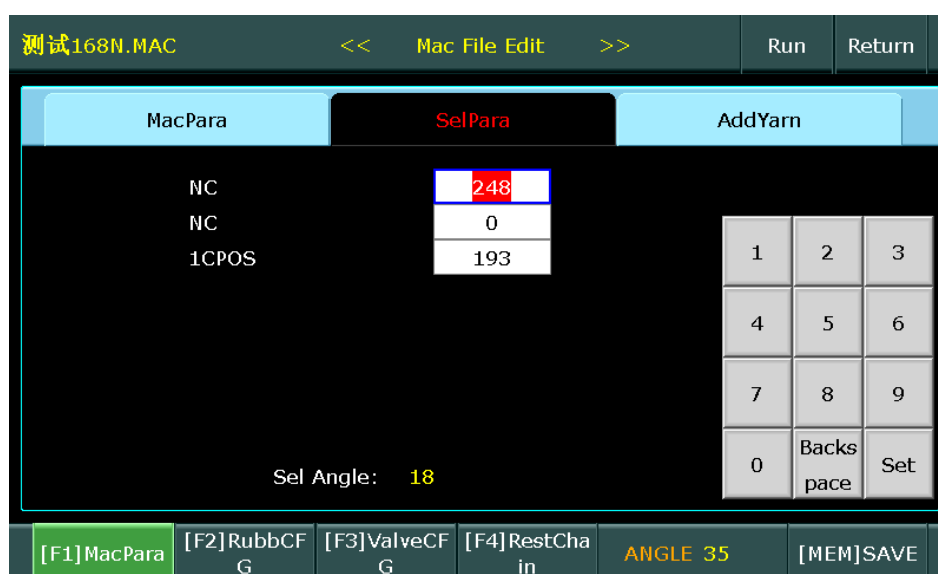 测试168N.MAC << Mac File Edit >> Run Return
MacPara SelPara AddYarn
NC 248
NC 0
1CPOS 193
1 2 3
4 5 6
7 8 9
0 Backs
pace Set
Sel Angle: 18
[F1]MacPara [F2]RubbCF
G [F3]ValveCF
G [F4]RestCha
in ANGLE 35 [MEM]SAVE